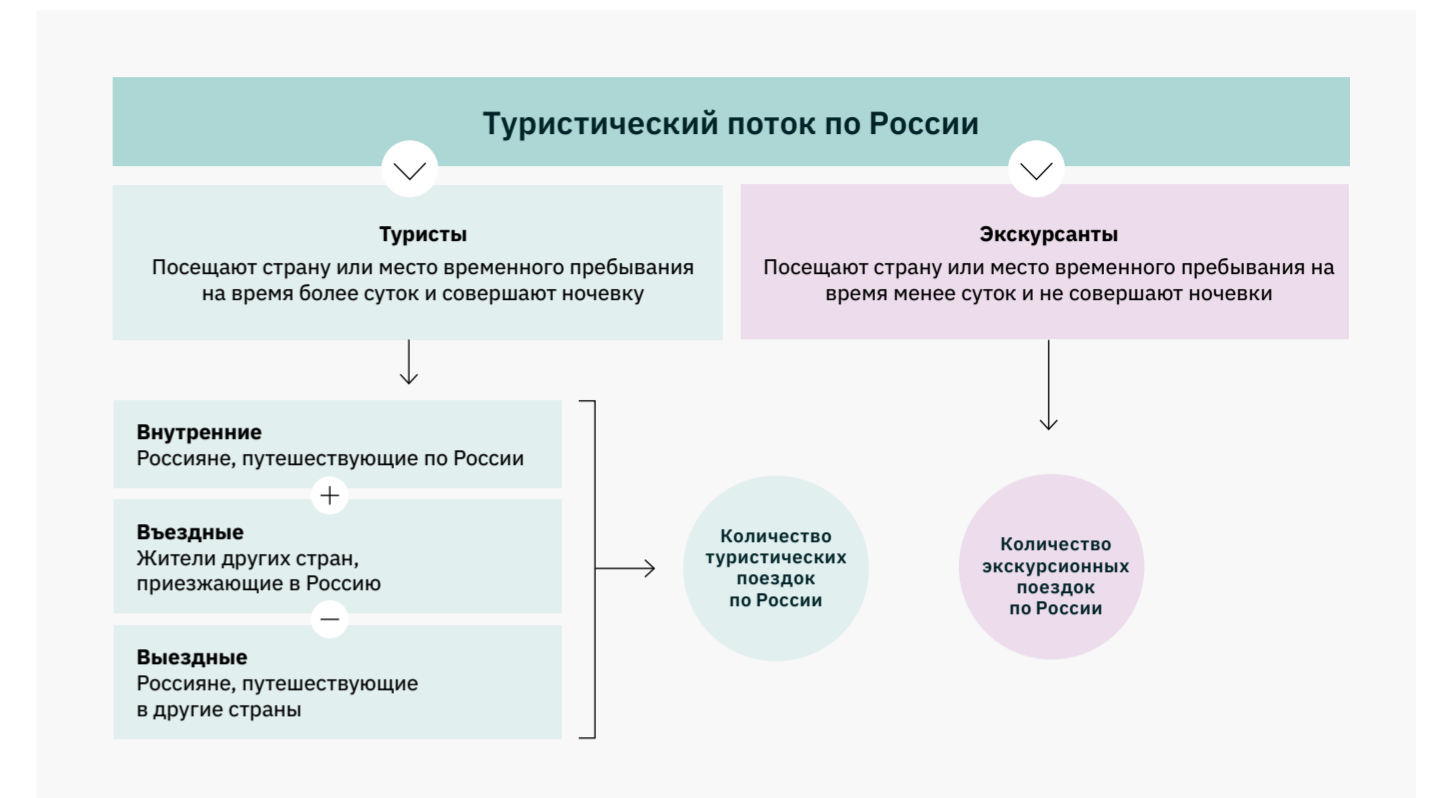 Туристический поток по России
Туристы
Посещают страну или место временного пребывания
на время более суток и совершают ночевку
Экскурсанты
Посещают страну или место временного пребывания на
время менее суток и не совершают ночевки
Внутренние
Россияне, путешествующие по России
+
Въездные
Жители других стран,
приезжающие в Россию
−
Выездные
Россияне, путешествующие
в другие страны
Количество
туристических
поездок
по России
Количество
экскурсионных
поездок
по России